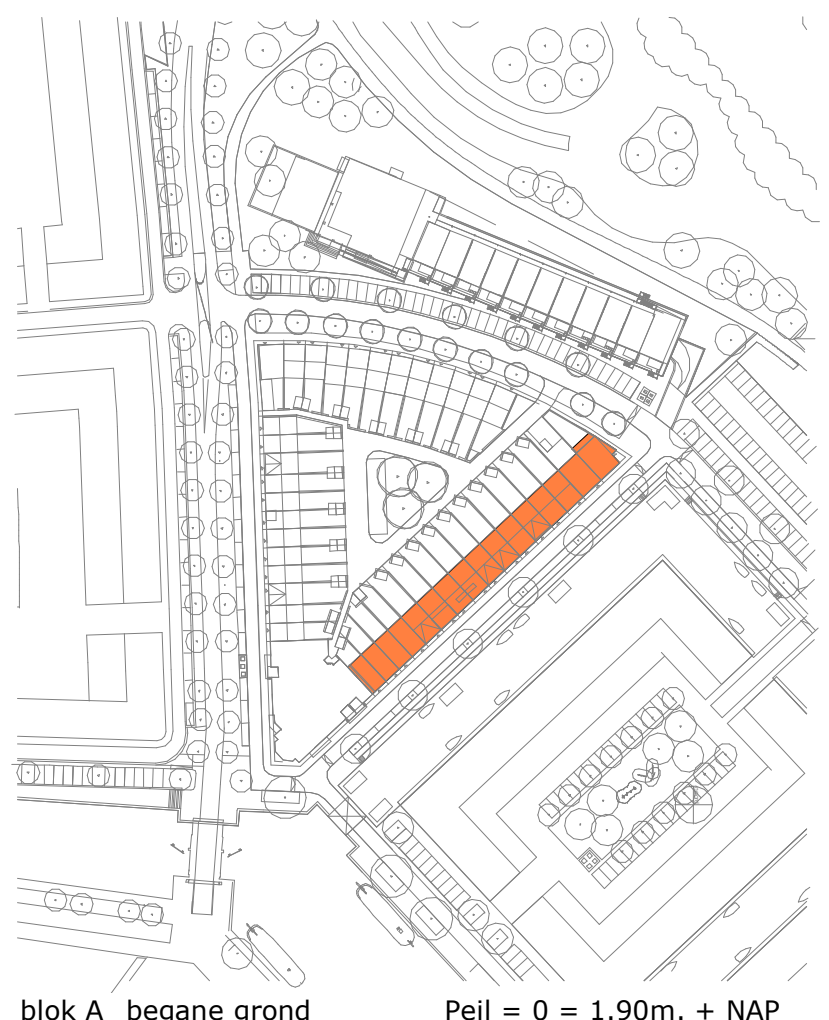 blok A  begane grond
Peil = 0 = 1.90m. + NAP